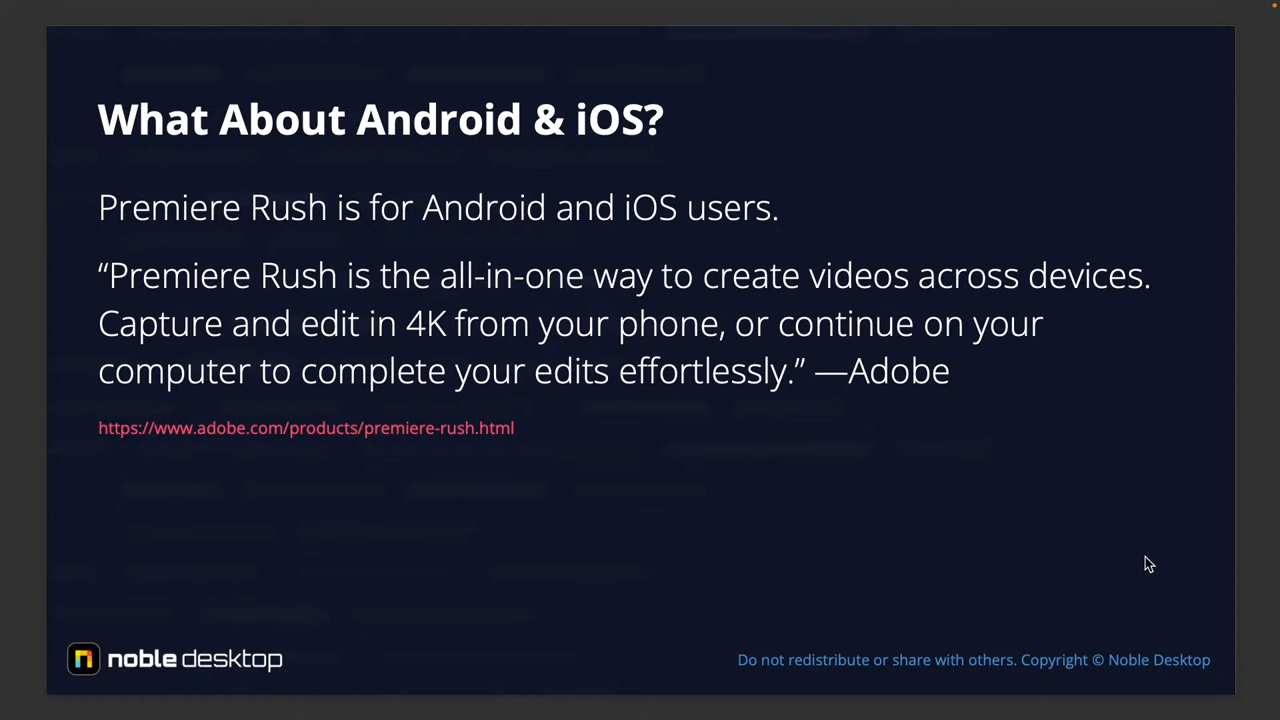 What About Android & iOS?
Premiere Rush is for Android and iOS users.
“Premiere Rush is the all-in-one way to create videos across devices.
Capture and edit in 4K from your phone, or continue on your
computer to complete your edits effortlessly.” —Adobe
https://www.adobe.com/products/premiere-rush.html
noble desktop
Do not redistribute or share with others. Copyright © Noble Desktop